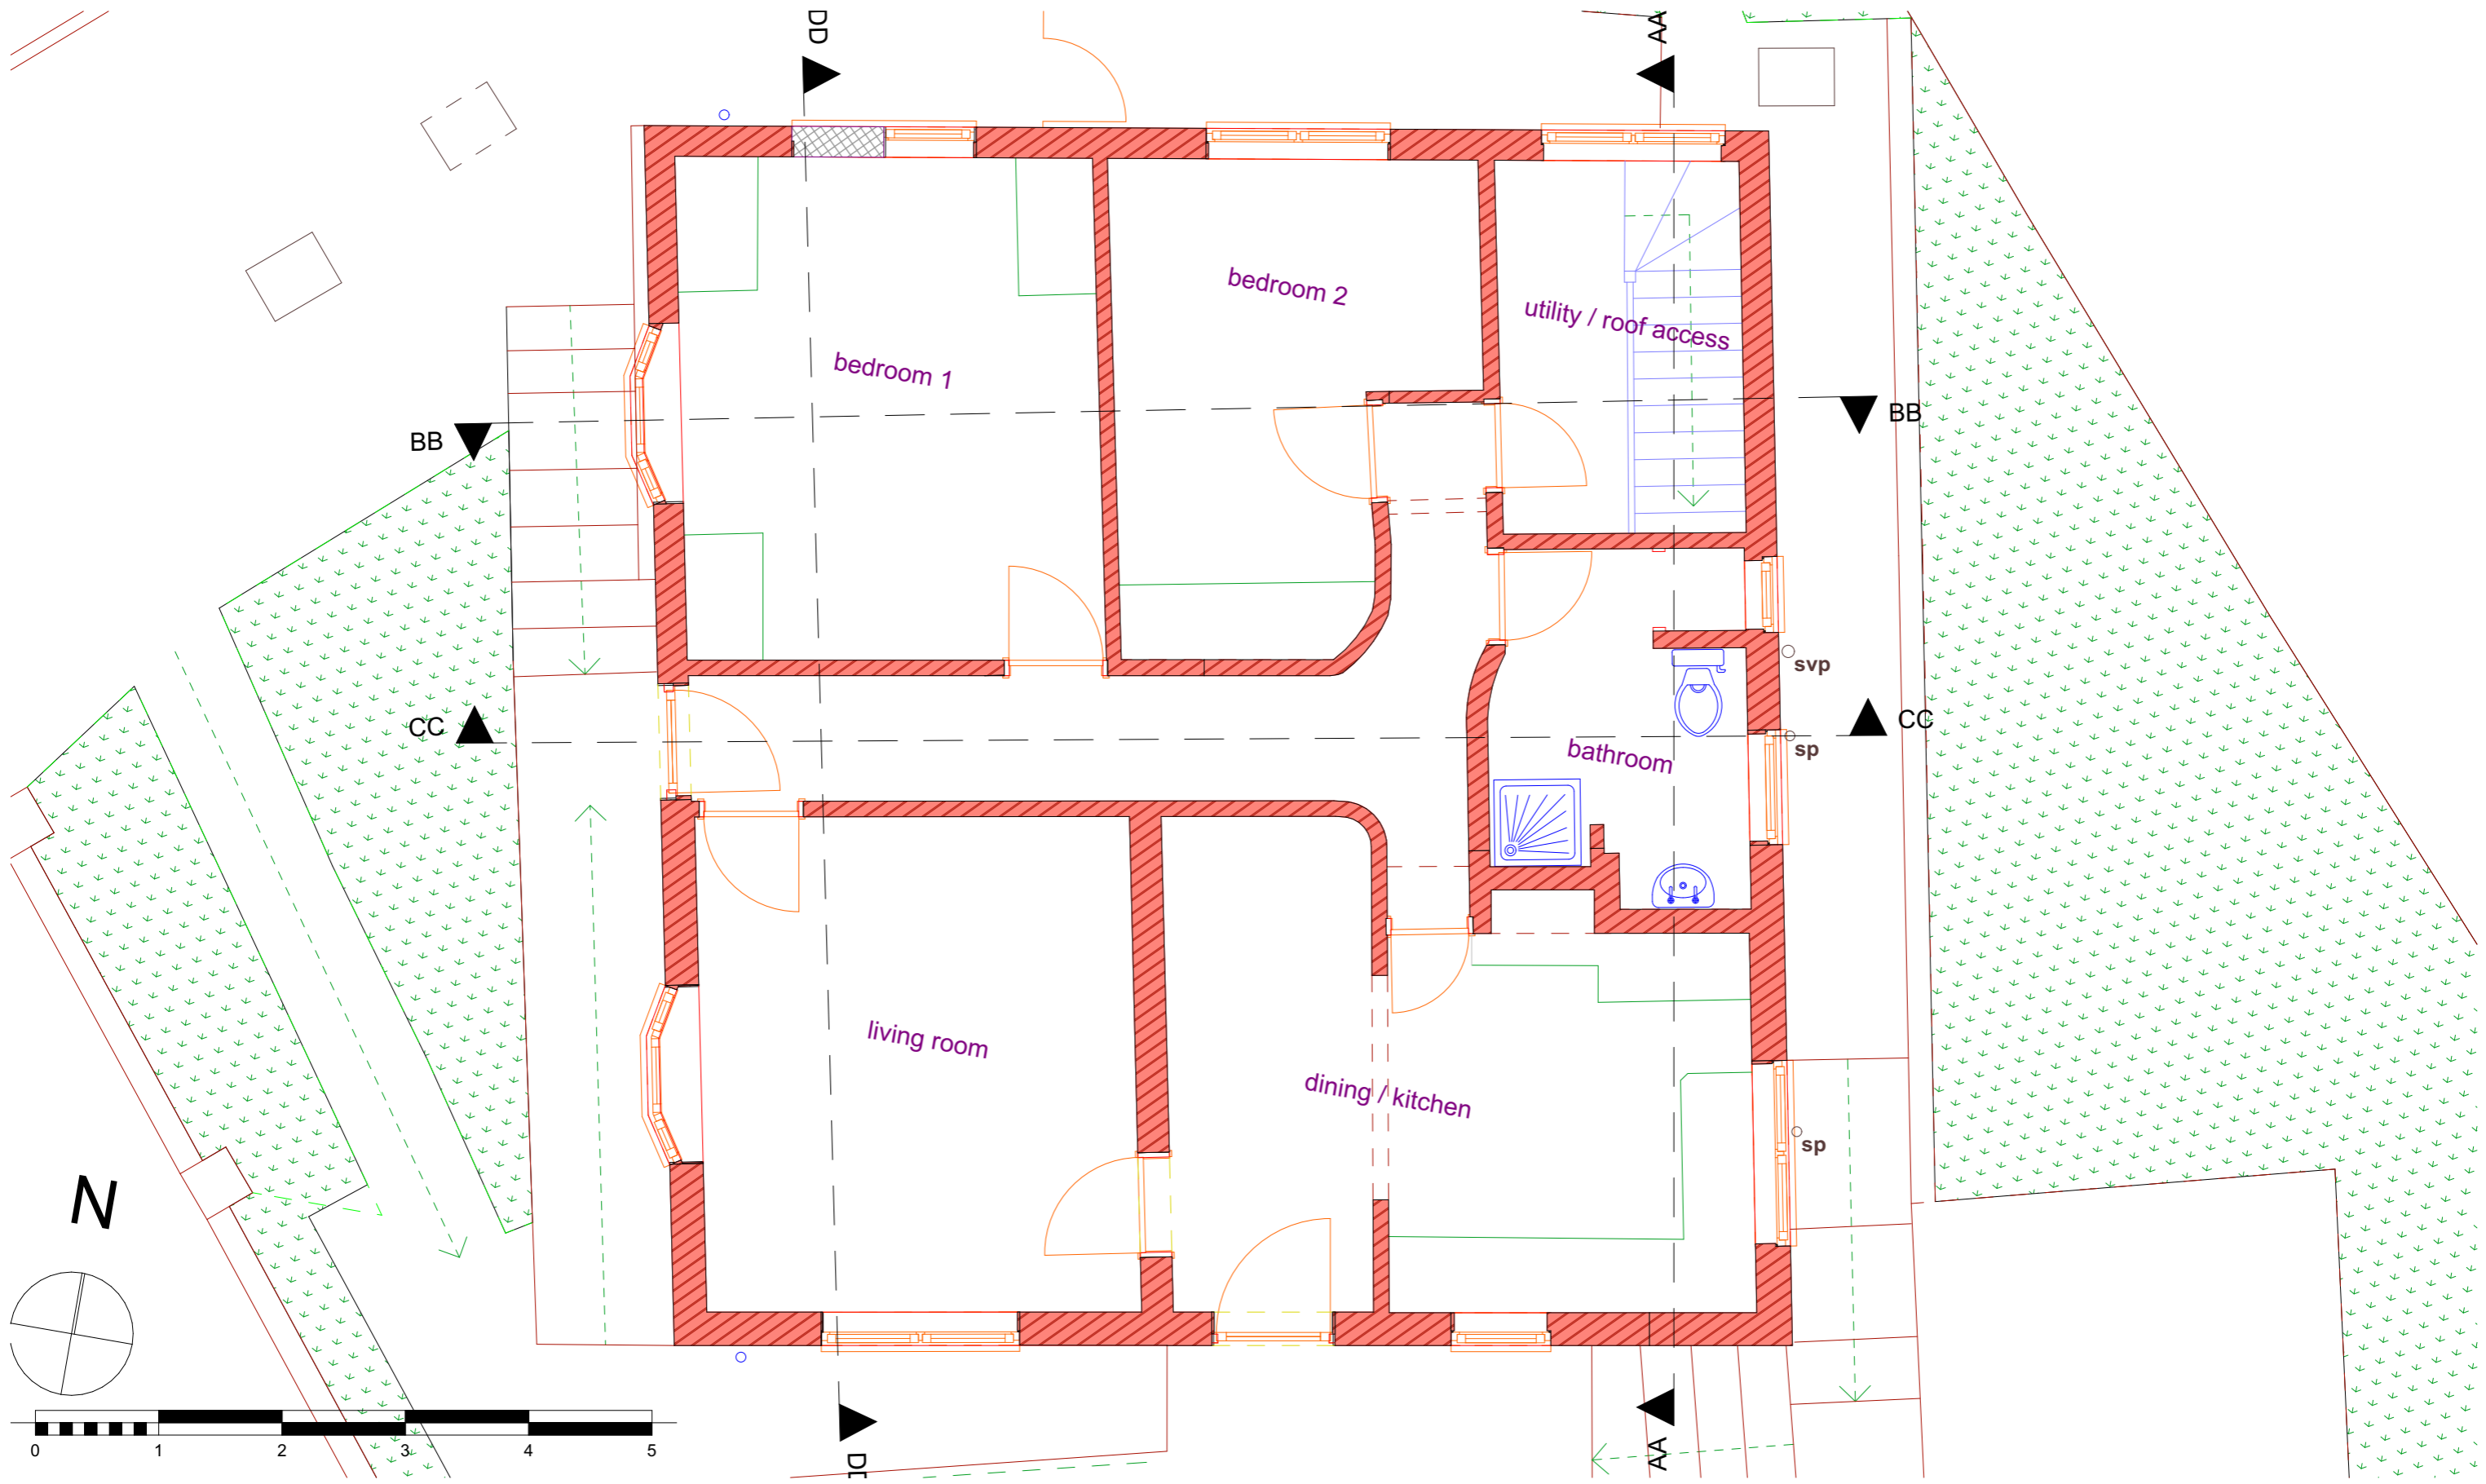 DD
AA
bedroom 2
utility / roof access
bedroom 1
BB
BB
svp
CC
CC
sp
bathroom
living room
dining / kitchen
sp
N
0 1 2 3 4 5
DD
AA